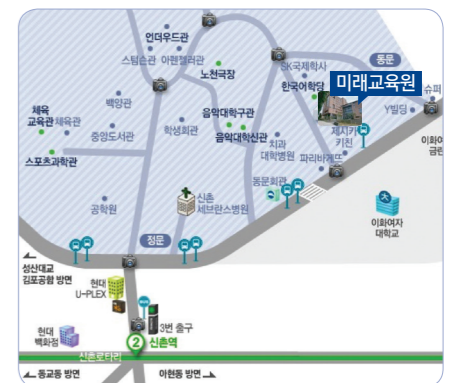 언더우드관
스팀슨관 아펜젤러관
노천극장
동문
SK국제학사
한국어학당
미래교육원
슈퍼
백양관
체육
교육관
체육관
음악대학구관
Y빌딩
중앙도서관
학생회관
음악대학신관
치과
대학병원
제시카
키친
파리바게뜨
이화여
스포츠과학관
동문회관
공학원
신촌
세브란스병원
이화여자
대학교
정문
성산대교
김포공항 방면
현대
U-PLEX
3번 출구
현대
백화점
2 신촌역
신촌로타리
동교동 방면
아현동 방면